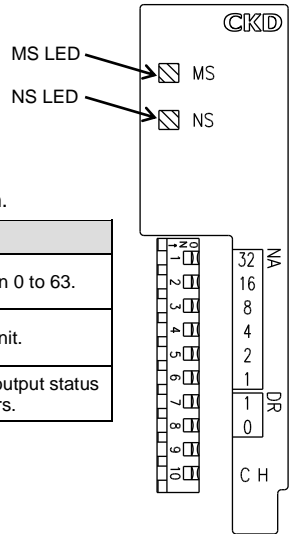 CKD
MS LED
MS
NS LED
NS
n.
n 0 to 63.
nit.
output status
rs.
ON
↑
1
2
3
4
5
6
7
8
9
10
NA
32
16
8
4
2
1
DR
1
0
C H